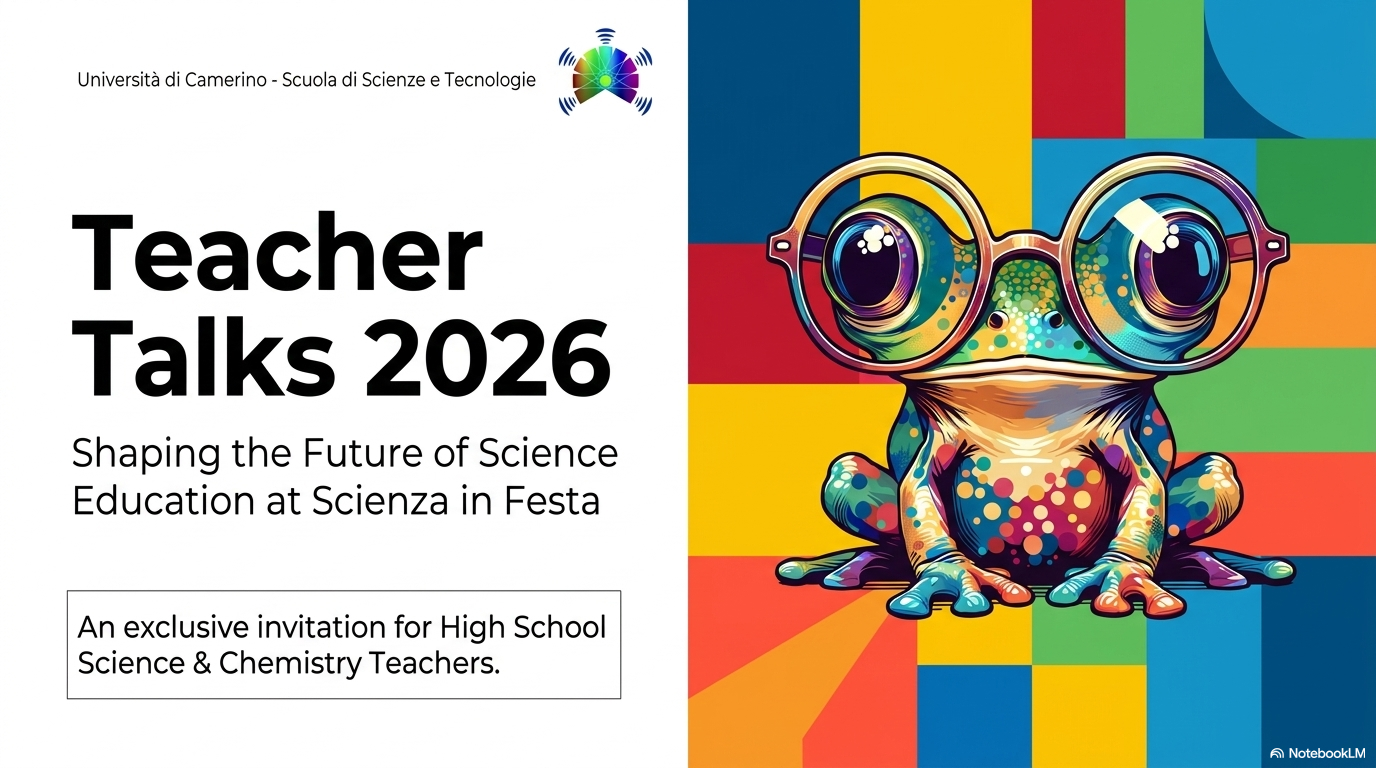 Università di Camerino - Scuola di Scienze e Tecnologie
Teacher
Talks 2026
Shaping the Future of Science
Education at Scienza in Festa
An exclusive invitation for High School
Science & Chemistry Teachers.
NotebookLM